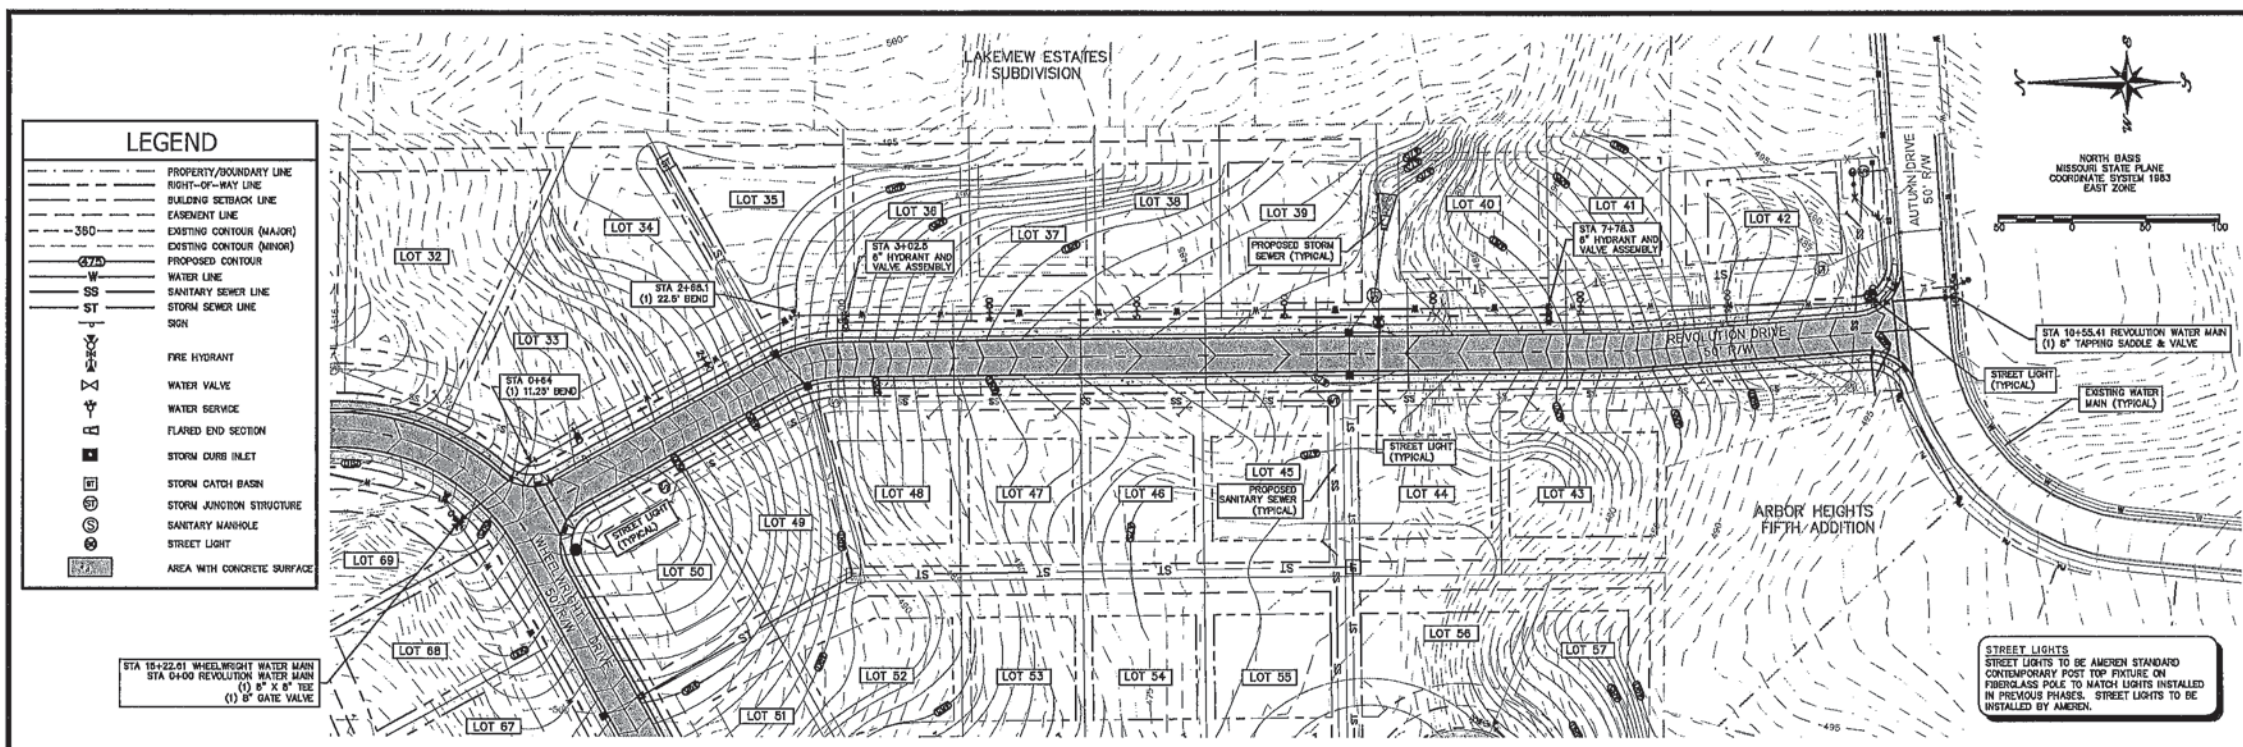 LEGEND
PROPERTY/BOUNDARY LINE
RIGHT-OF-WAY LINE
BUILDING SETBACK LINE
EASEMENT LINE
360
EXISTING CONTOUR (MAJOR)
EXISTING CONTOUR (MINOR)
475
PROPOSED CONTOUR
W
WATER LINE
SS
SANITARY SEWER LINE
ST
STORM SEWER LINE
SIGN
FIRE HYDRANT
WATER VALVE
WATER SERVICE
FLARED END SECTION
STORM CURB INLET
ST
STORM CATCH BASIN
ST
STORM JUNCTION STRUCTURE
S
SANITARY MANHOLE
STREET LIGHT
AREA WITH CONCRETE SURFACE
LAKEVIEW ESTATES
SUBDIVISION
LOT 32
LOT 33
LOT 34
LOT 35
LOT 36
LOT 37
LOT 38
LOT 39
LOT 40
LOT 41
LOT 42
STA 3+02.5
6" HYDRANT AND
VALVE ASSEMBLY
STA 2+68.1
(1) 22.5° BEND
STA 0+64
(1) 11.25° BEND
PROPOSED STORM
SEWER (TYPICAL)
STA 7+78.3
6" HYDRANT AND
VALVE ASSEMBLY
REVOLUTION DRIVE
50' R/W
AUTUMN DRIVE
50' R/W
NORTH BASIS
MISSOURI STATE PLANE
COORDINATE SYSTEM 1983
EAST ZONE
50
0
50
100
STA 10+55.41 REVOLUTION WATER MAIN
(1) 8" TAPPING SADDLE & VALVE
STREET LIGHT
(TYPICAL)
EXISTING WATER
MAIN (TYPICAL)
STREET LIGHT
(TYPICAL)
STREET LIGHT
(TYPICAL)
PROPOSED
SANITARY SEWER
(TYPICAL)
LOT 43
LOT 44
LOT 45
LOT 46
LOT 47
LOT 48
LOT 49
LOT 50
LOT 51
LOT 52
LOT 53
LOT 54
LOT 55
LOT 56
LOT 57
LOT 67
LOT 68
LOT 69
WHEELWRIGHT DRIVE
50' R/W
ARBOR HEIGHTS
FIFTH ADDITION
STA 15+22.61 WHEELWRIGHT WATER MAIN
STA 0+00 REVOLUTION WATER MAIN
(1) 8" X 8" TEE
(1) 8" GATE VALVE
STREET LIGHTS
STREET LIGHTS TO BE AMEREN STANDARD
CONTEMPORARY POST TOP FIXTURE ON
FIBERGLASS POLE TO MATCH LIGHTS INSTALLED
IN PREVIOUS PHASES. STREET LIGHTS TO BE
INSTALLED BY AMEREN.